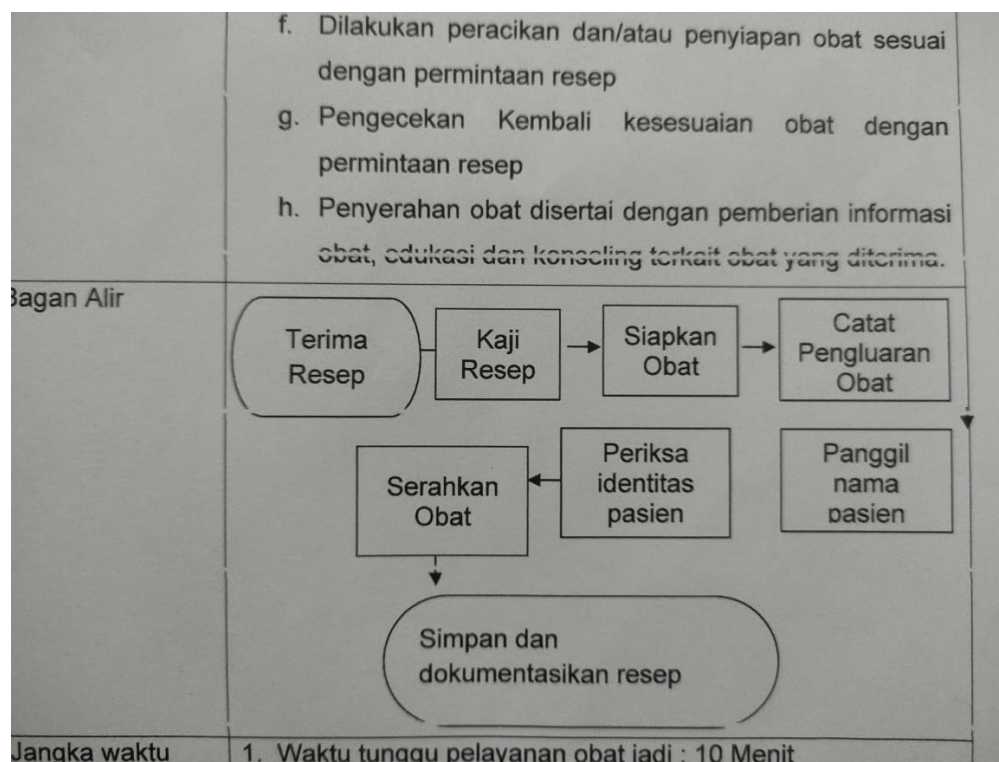 f. Dilakukan peracikan dan/atau penyiapan obat sesuai
dengan permintaan resep
g. Pengecekan Kembali kesesuaian obat dengan
permintaan resep
h. Penyerahan obat disertai dengan pemberian informasi
obat, edukasi dan konseling terkait obat yang diterima.
Bagan Alir
Terima
Resep
Kaji
Resep
Siapkan
Obat
Catat
Pengluaran
Obat
Panggil
nama
pasien
Periksa
identitas
pasien
Serahkan
Obat
Simpan dan
dokumentasikan resep
Jangka waktu
1. Waktu tunggu pelayanan obat jadi : 10 Menit